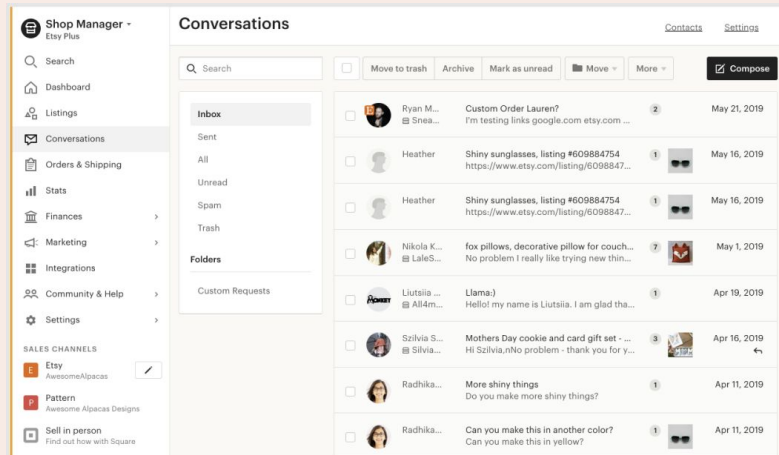 Shop Manager
Etsy Plus
Search
Dashboard
Listings
Conversations
Orders & Shipping
Stats
Finances
Marketing
Integrations
Community & Help
Settings
SALES CHANNELS
E
Etsy
AwesomeAlpacas
P
Pattern
Awesome Alpacas Designs
Sell in person
Find out how with Square
Conversations
Contacts
Settings
Search
Inbox
Sent
All
Unread
Spam
Trash
Folders
Custom Requests
Move to trash
Archive
Mark as unread
Move
More
Compose
Ryan M... Custom Order Lauren? 2 May 21, 2019
Snea... I'm testing links google.com etsy.com ...
Heather Shiny sunglasses, listing #609884754 1 May 16, 2019
https://www.etsy.com/listing/6098847...
Heather Shiny sunglasses, listing #609884754 1 May 16, 2019
https://www.etsy.com/listing/6098847...
Nikola K... fox pillows, decorative pillow for couch... 7 May 1, 2019
LaleS... No problem I really like trying new thin...
Liutsiia ... Llama:) 1 Apr 19, 2019
All4m... Hello! my name is Liutsiia. I am glad tha...
Szilvia S... Mothers Day cookie and card gift set - ... 3 Apr 16, 2019
Silvia... Hi Szilvia,nNo problem - thank you for y...
Radhika... More shiny things 1 Apr 11, 2019
Do you make more shiny things?
Radhika... Can you make this in another color? 1 Apr 11, 2019
Can you make this in yellow?